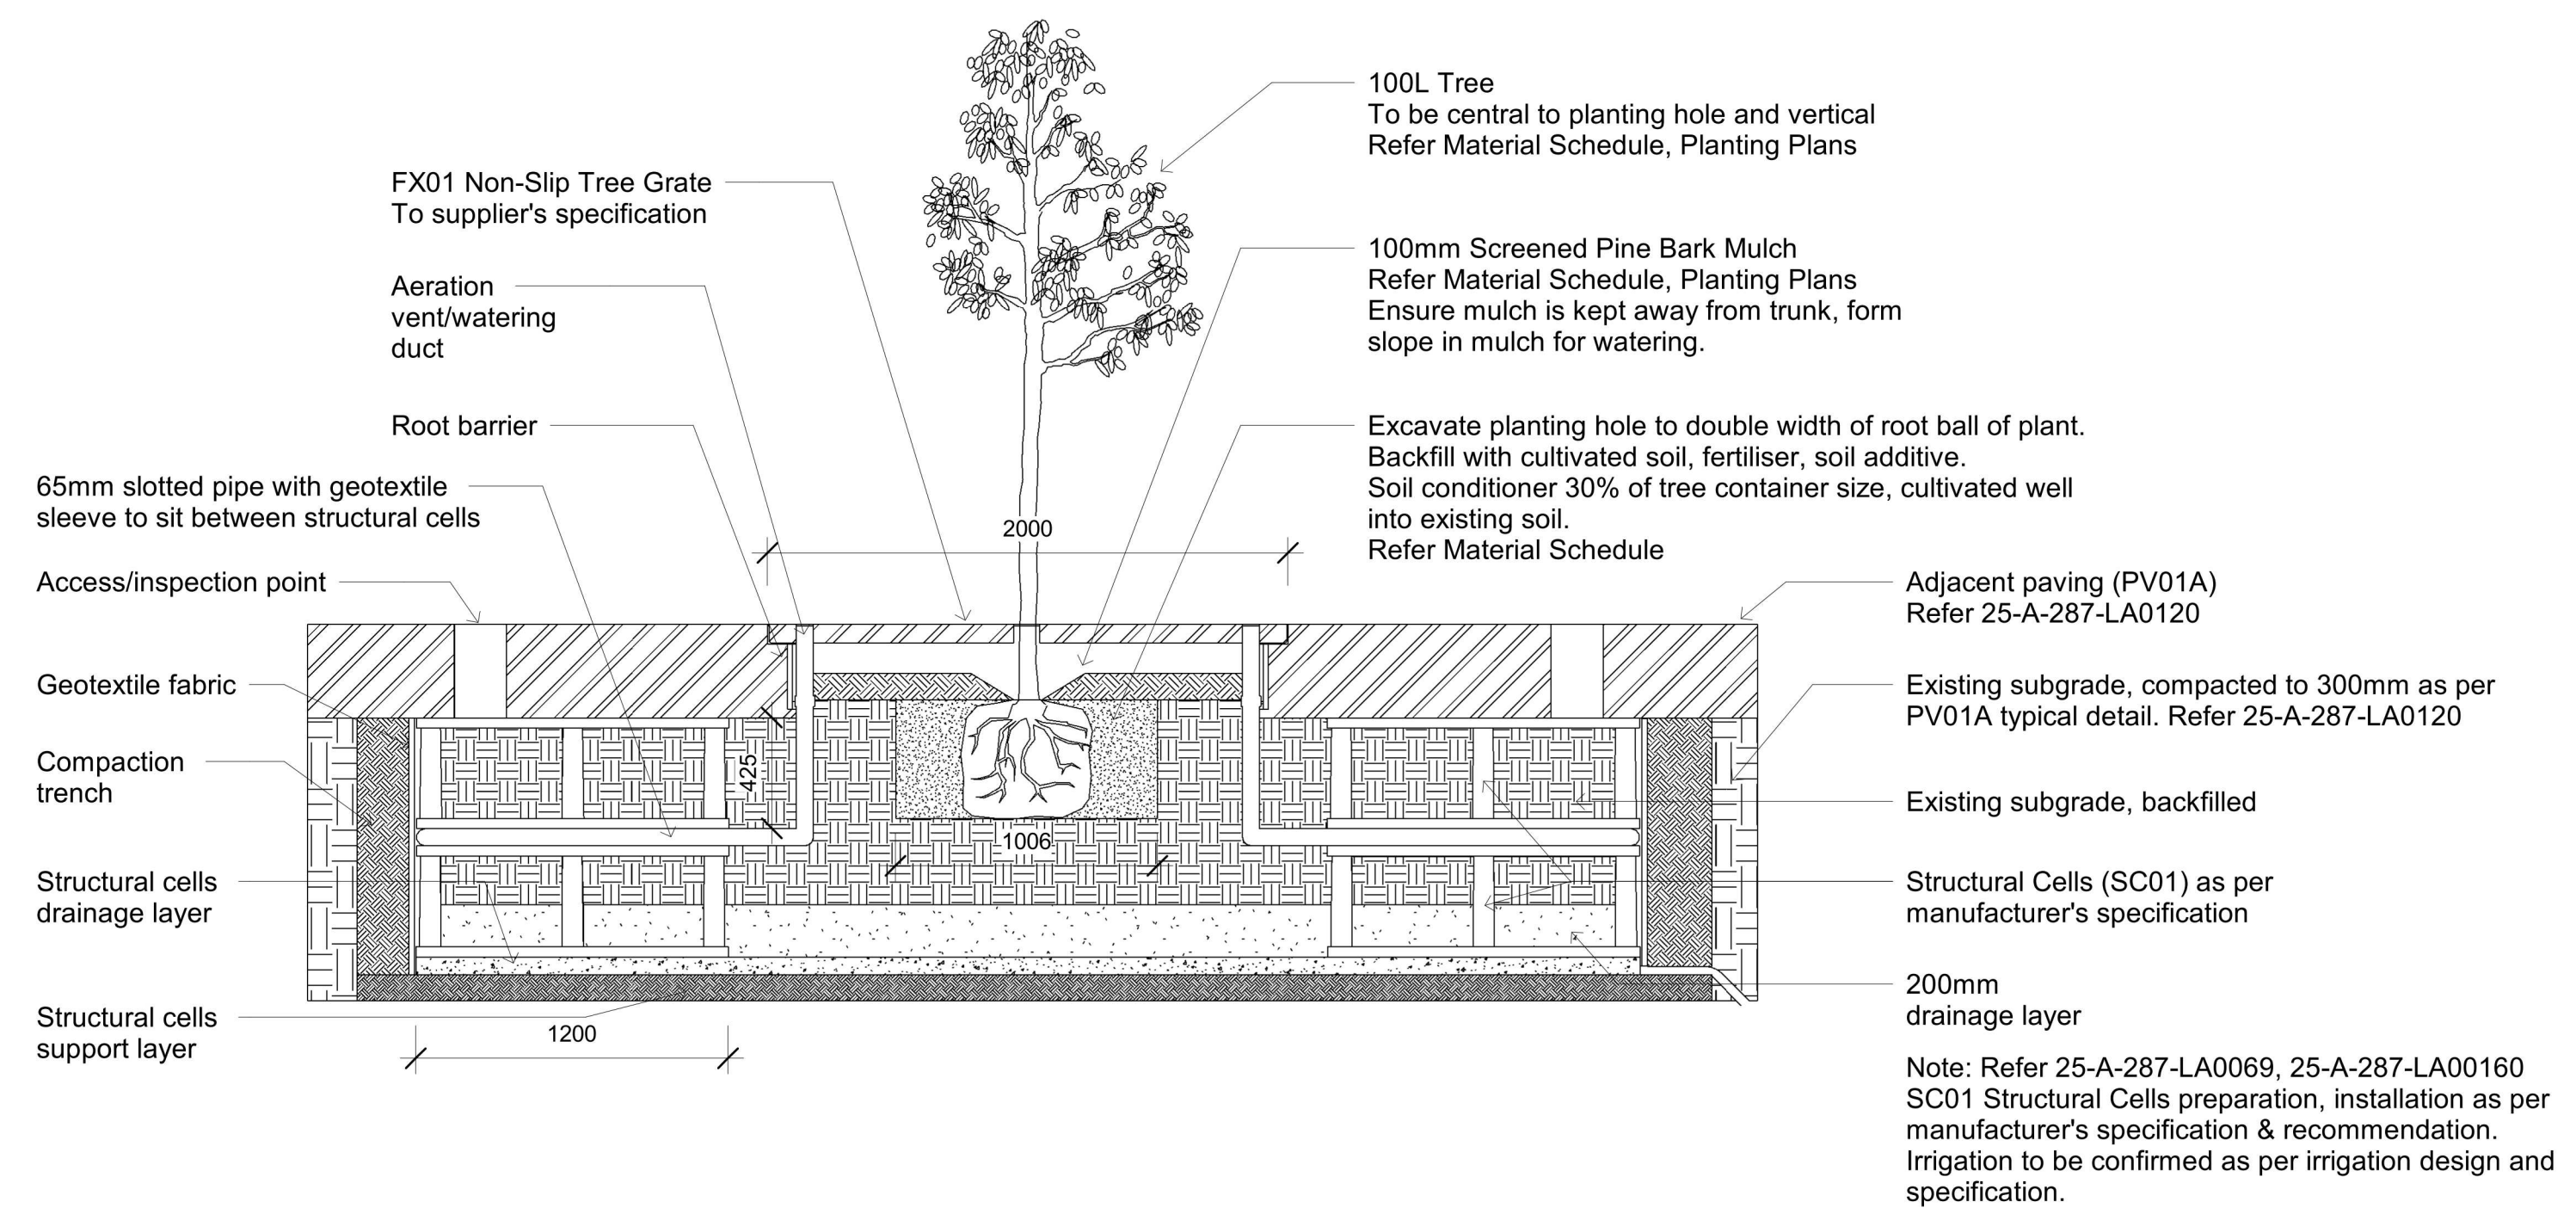 100L Tree
To be central to planting hole and vertical
Refer Material Schedule, Planting Plans
FX01 Non-Slip Tree Grate
To supplier's specification
100mm Screened Pine Bark Mulch
Refer Material Schedule, Planting Plans
Ensure mulch is kept away from trunk, form
slope in mulch for watering.
Aeration
vent/watering
duct
Root barrier
Excavate planting hole to double width of root ball of plant.
Backfill with cultivated soil, fertiliser, soil additive.
Soil conditioner 30% of tree container size, cultivated well
into existing soil.
Refer Material Schedule
65mm slotted pipe with geotextile
sleeve to sit between structural cells
2000
Access/inspection point
Adjacent paving (PV01A)
Refer 25-A-287-LA0120
Geotextile fabric
Existing subgrade, compacted to 300mm as per
PV01A typical detail. Refer 25-A-287-LA0120
Compaction
trench
425
Existing subgrade, backfilled
1006
Structural cells
drainage layer
Structural Cells (SC01) as per
manufacturer's specification
200mm
drainage layer
Structural cells
support layer
1200
Note: Refer 25-A-287-LA0069, 25-A-287-LA00160
SC01 Structural Cells preparation, installation as per
manufacturer's specification & recommendation.
Irrigation to be confirmed as per irrigation design and
specification.